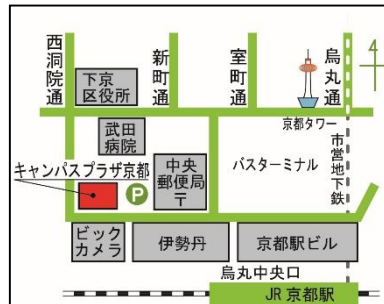 西洞院通
新町通
室町通
烏丸通
4
下京
区役所
京都タワー
武田
病院
市営地下鉄
キャンパスプラザ京都
中央
郵便局
〒
バスターミナル
P
ビック
カメラ
伊勢丹
京都駅ビル
烏丸中央口
JR 京都駅